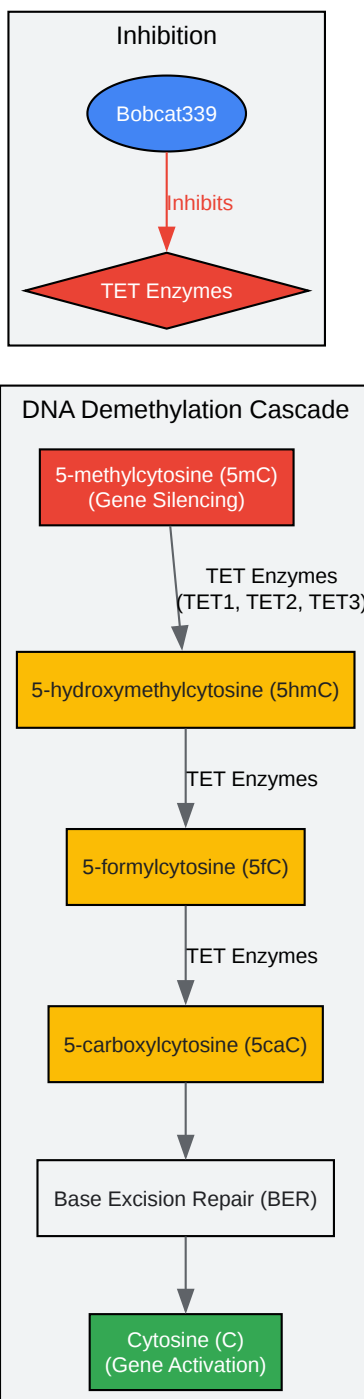 Inhibition
Bobcat339
Inhibits
TET Enzymes
DNA Demethylation Cascade
5-methylcytosine (5mC)
(Gene Silencing)
TET Enzymes
(TET1, TET2, TET3)
5-hydroxymethylcytosine (5hmC)
TET Enzymes
5-formylcytosine (5fC)
TET Enzymes
5-carboxylcytosine (5caC)
Base Excision Repair (BER)
Cytosine (C)
(Gene Activation)